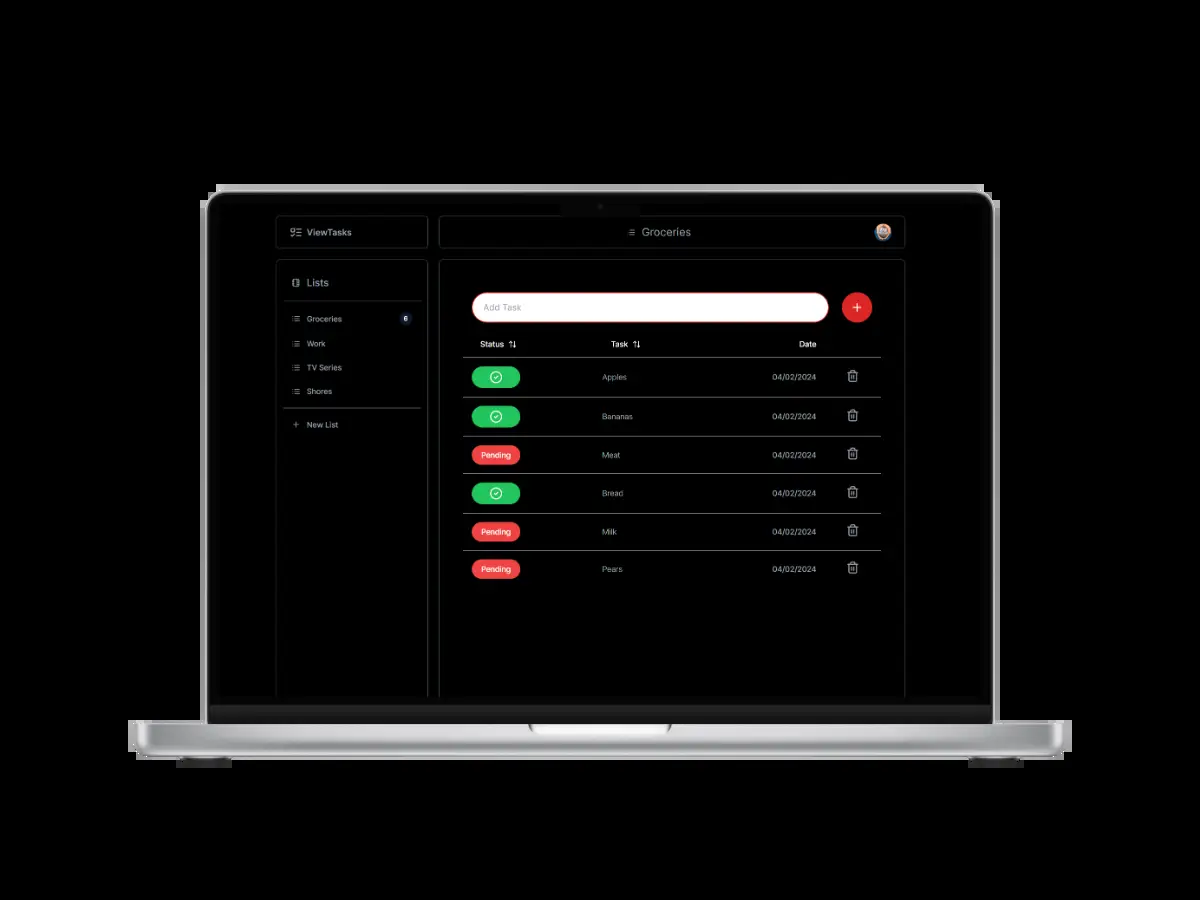 ViewTasks
Groceries
Lists
Groceries 6
Work
TV Series
Shores
New List
Add Task
Status Task Date
Apples 04/02/2024
Bananas 04/02/2024
Pending Meat 04/02/2024
Bread 04/02/2024
Pending Milk 04/02/2024
Pending Pears 04/02/2024